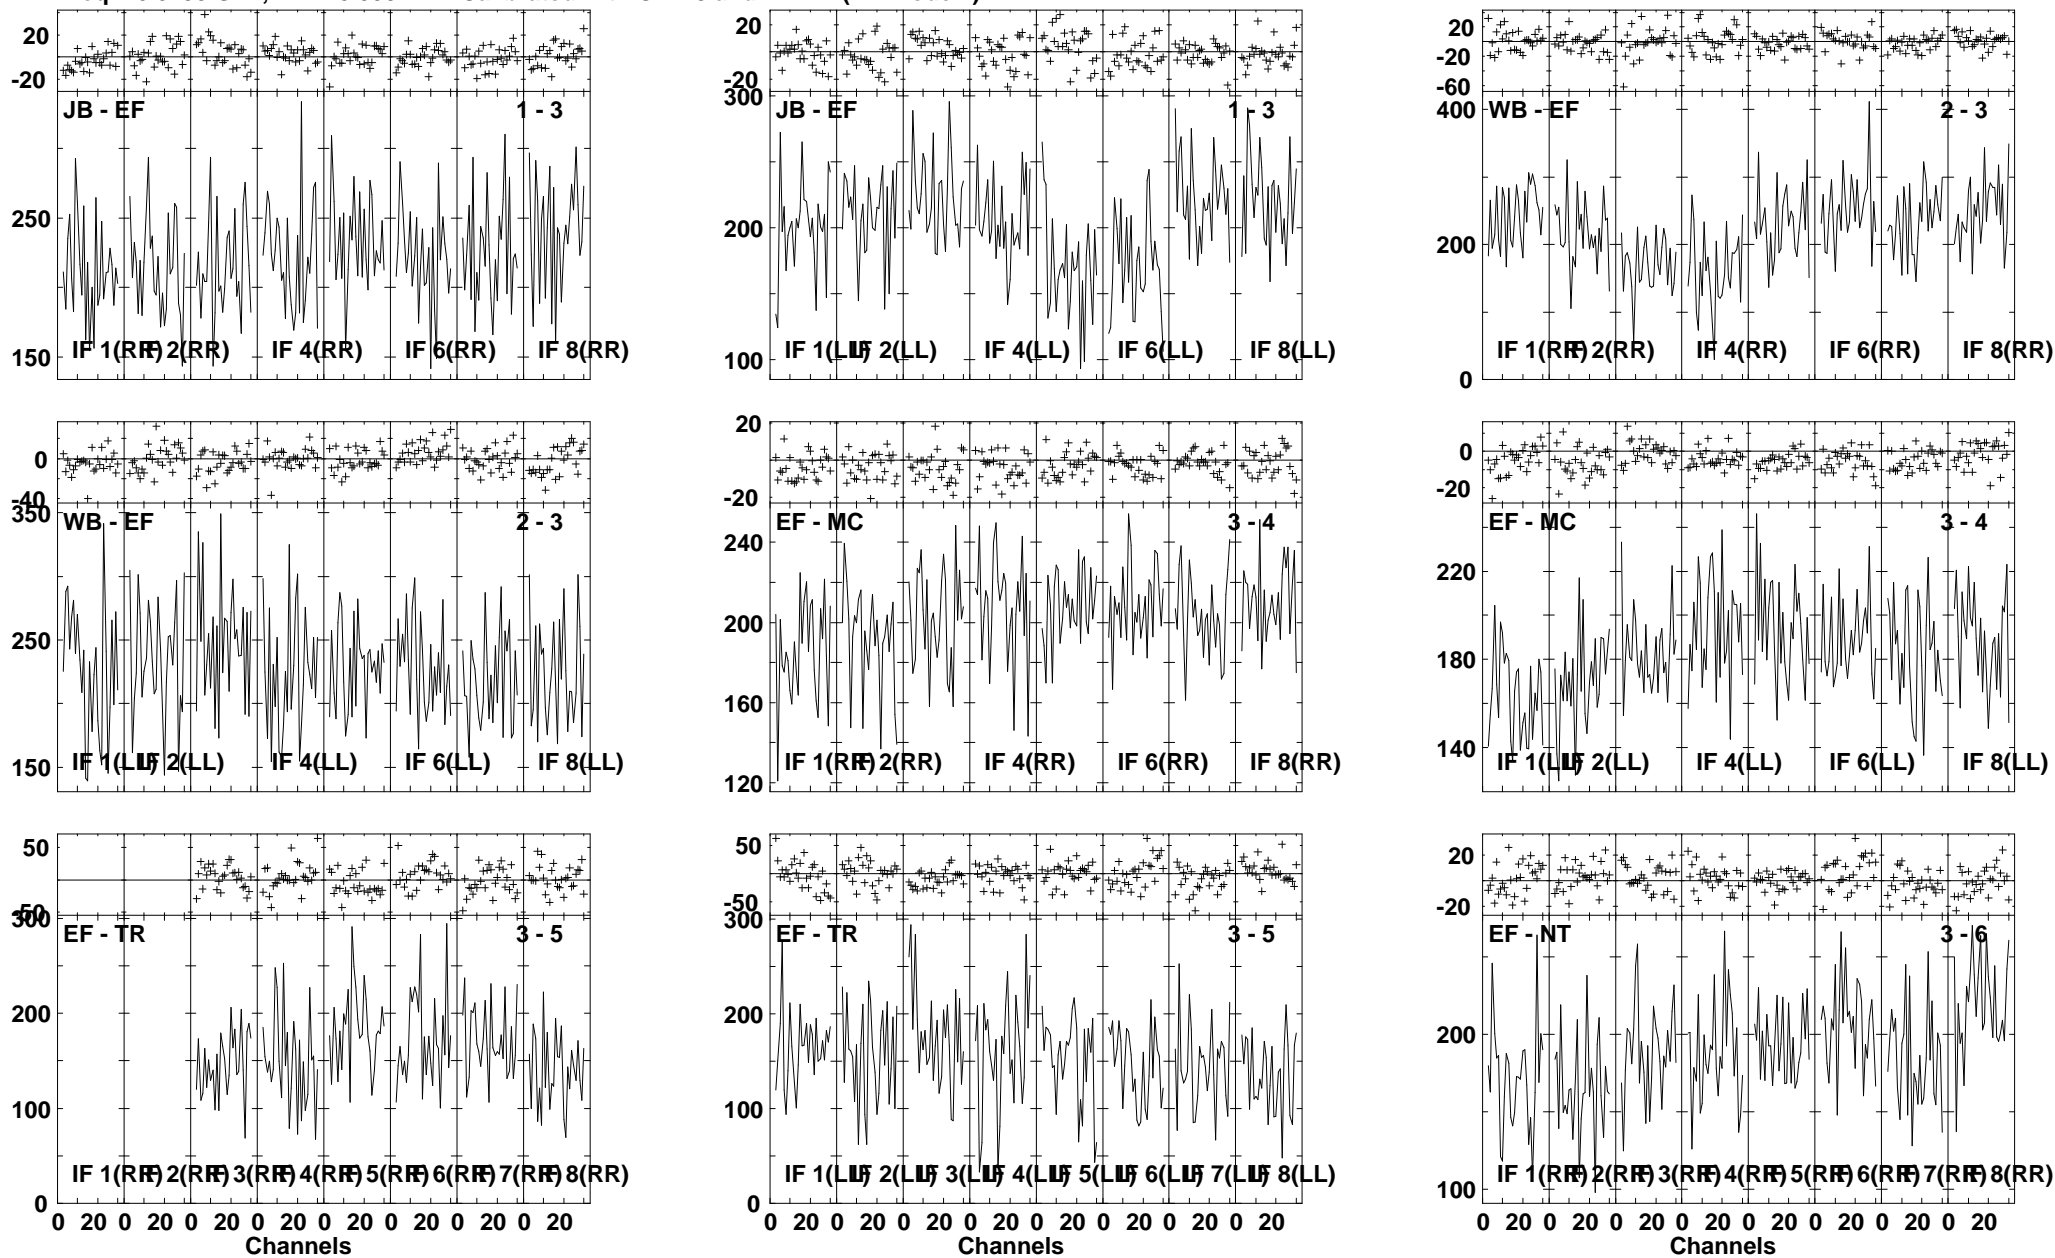 20
-20
JB - EF 1 - 3
250
150
IF 1(RR) IF 2(RR) IF 4(RR) IF 6(RR) IF 8(RR)
20
-20
300
JB - EF 1 - 3
200
100
IF 1(LL) IF 2(LL) IF 4(LL) IF 6(LL) IF 8(LL)
20
-20
-60
400
WB - EF 2 - 3
200
0
IF 1(RR) IF 2(RR) IF 4(RR) IF 6(RR) IF 8(RR)
0
-40
350
WB - EF 2 - 3
250
150
IF 1(LL) IF 2(LL) IF 4(LL) IF 6(LL) IF 8(LL)
20
-20
EF - MC 3 - 4
240
200
160
120
IF 1(RR) IF 2(RR) IF 4(RR) IF 6(RR) IF 8(RR)
0
-20
EF - MC 3 - 4
220
180
140
IF 1(LL) IF 2(LL) IF 4(LL) IF 6(LL) IF 8(LL)
50
-50
300
EF - TR 3 - 5
200
100
0
IF 1(RR) IF 2(RR) IF 3(RR) IF 4(RR) IF 5(RR) IF 6(RR) IF 7(RR) IF 8(RR)
0 20 0 20 0 20 0 20 0 20 0 20 0 20 0 20
Channels
50
-50
300
EF - TR 3 - 5
200
100
0
IF 1(LL) IF 2(LL) IF 3(LL) IF 4(LL) IF 5(LL) IF 6(LL) IF 7(LL) IF 8(LL)
0 20 0 20 0 20 0 20 0 20 0 20 0 20 0 20
Channels
20
-20
EF - NT 3 - 6
200
100
IF 1(RR) IF 2(RR) IF 3(RR) IF 4(RR) IF 5(RR) IF 6(RR) IF 7(RR) IF 8(RR)
0 20 0 20 0 20 0 20 0 20 0 20 0 20 0 20
Channels